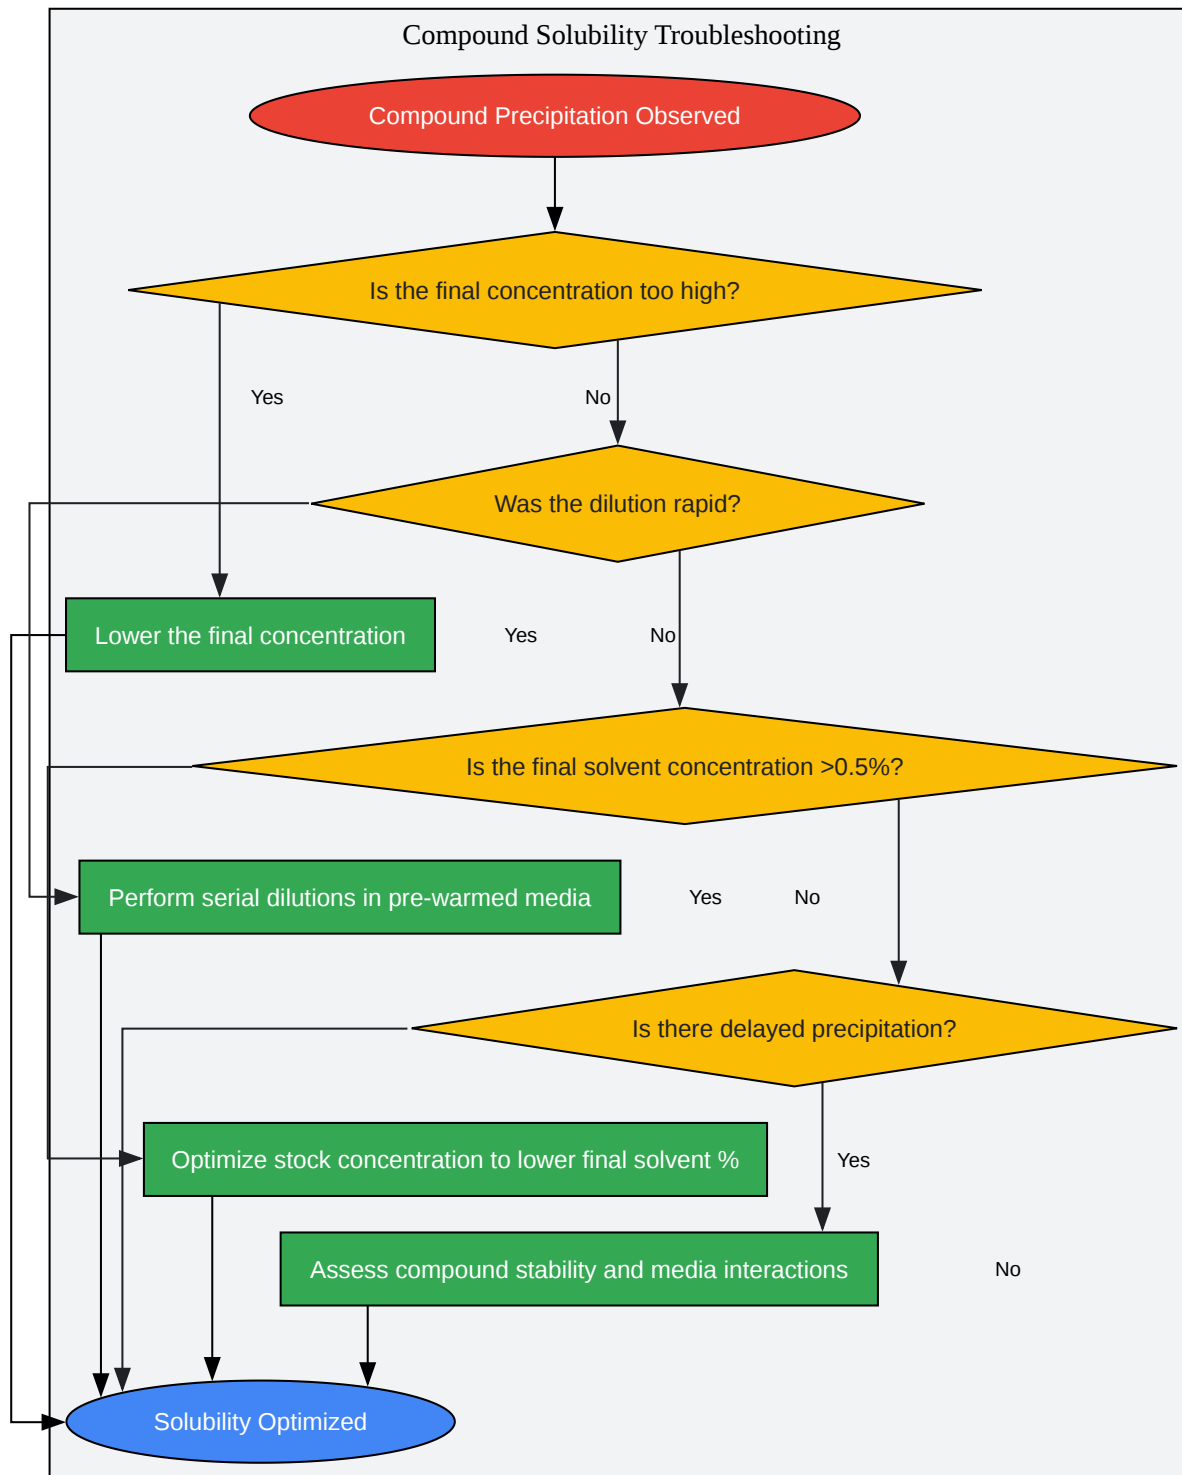 Compound Solubility Troubleshooting
Compound Precipitation Observed
Is the final concentration too high?
Yes
No
Was the dilution rapid?
Lower the final concentration
Yes
No
Is the final solvent concentration >0.5%?
Perform serial dilutions in pre-warmed media
Yes
No
Is there delayed precipitation?
Optimize stock concentration to lower final solvent %
Yes
Assess compound stability and media interactions
No
Solubility Optimized